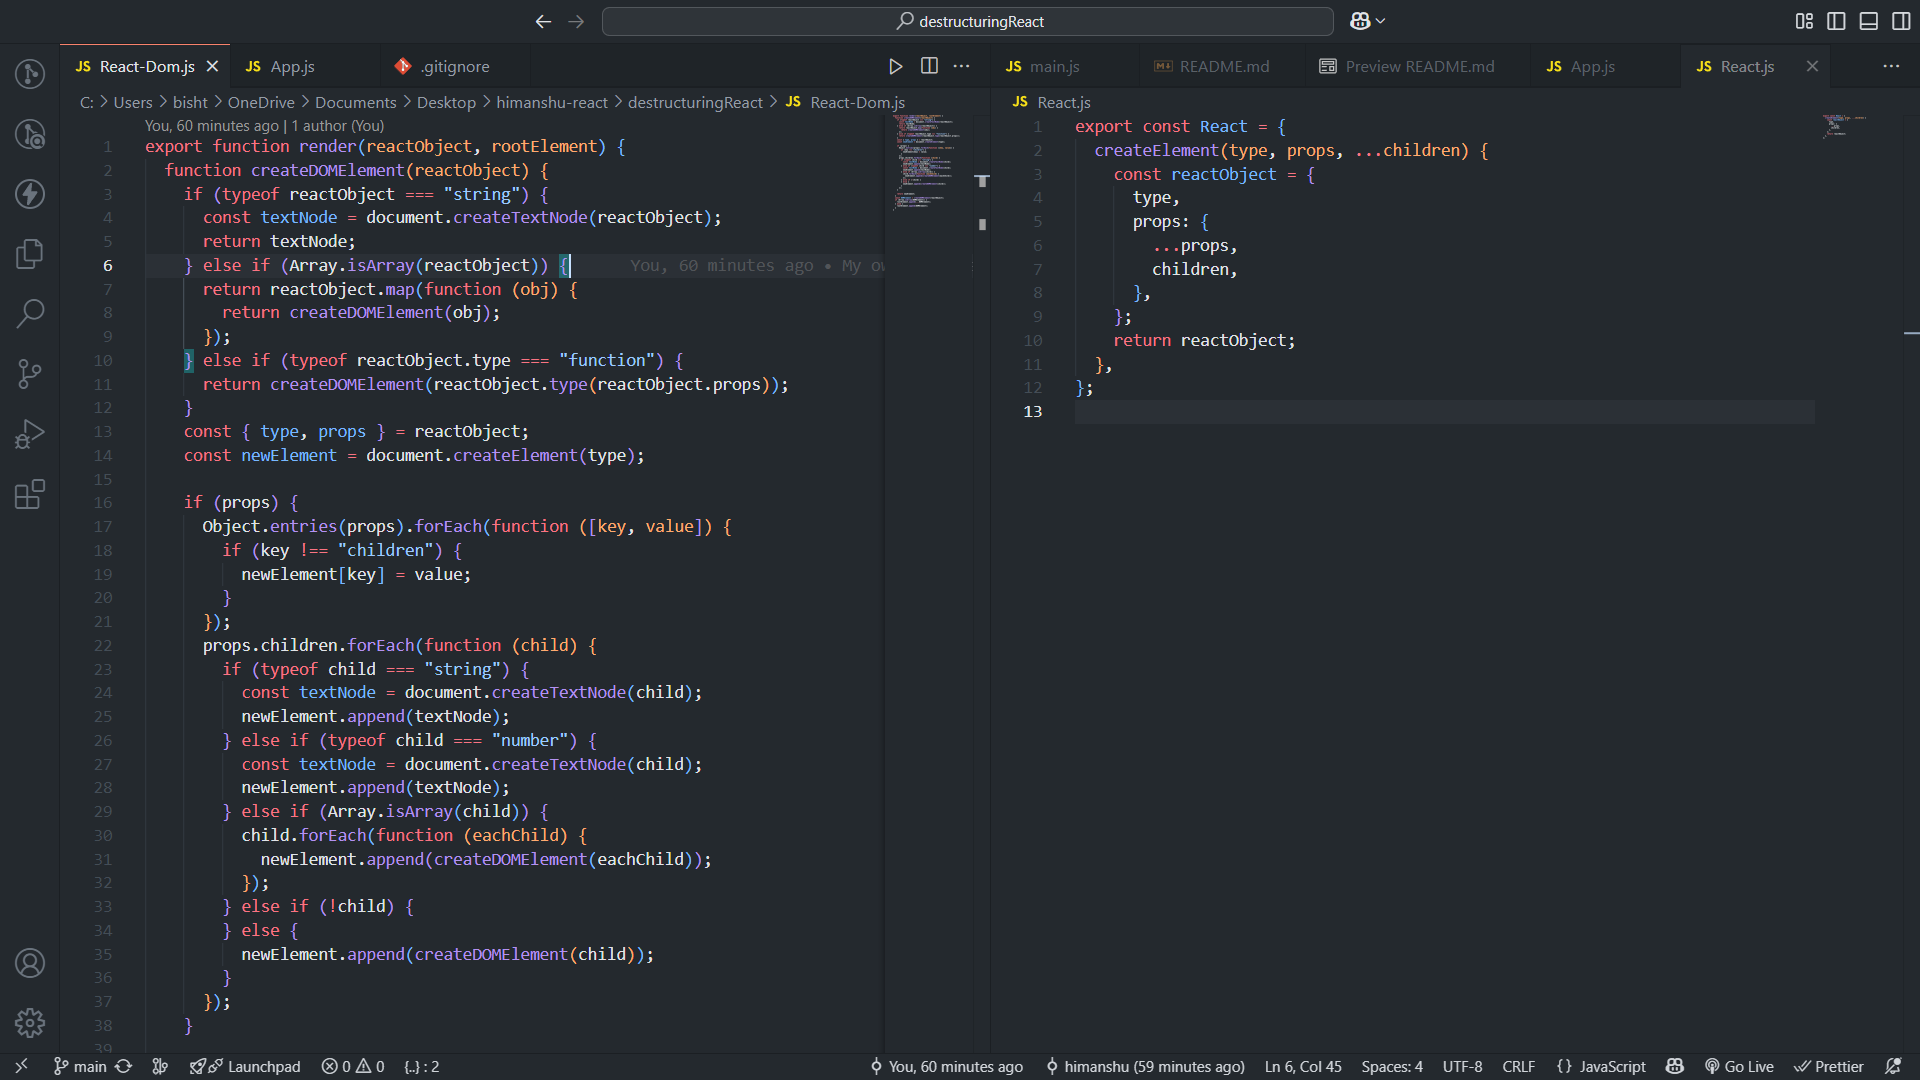 destructuringReact
JS React-Dom.js
JS App.js
.gitignore
JS main.js
README.md
Preview README.md
JS App.js
JS React.js
C: > Users > bisht > OneDrive > Documents > Desktop > himanshu-react > destructuringReact > JS React-Dom.js
You, 60 minutes ago | 1 author (You)
1 export function render(reactObject, rootElement) {
2 function createDOMElement(reactObject) {
3 if (typeof reactObject === "string") {
4 const textNode = document.createTextNode(reactObject);
5 return textNode;
6 } else if (Array.isArray(reactObject)) { You, 60 minutes ago • My ow
7 return reactObject.map(function (obj) {
8 return createDOMElement(obj);
9 });
10 } else if (typeof reactObject.type === "function") {
11 return createDOMElement(reactObject.type(reactObject.props));
12 }
13 const { type, props } = reactObject;
14 const newElement = document.createElement(type);
15
16 if (props) {
17 Object.entries(props).forEach(function ([key, value]) {
18 if (key !== "children") {
19 newElement[key] = value;
20 }
21 });
22 props.children.forEach(function (child) {
23 if (typeof child === "string") {
24 const textNode = document.createTextNode(child);
25 newElement.append(textNode);
26 } else if (typeof child === "number") {
27 const textNode = document.createTextNode(child);
28 newElement.append(textNode);
29 } else if (Array.isArray(child)) {
30 child.forEach(function (eachChild) {
31 newElement.append(createDOMElement(eachChild));
32 });
33 } else if (!child) {
34 } else {
35 newElement.append(createDOMElement(child));
36 }
37 });
38 }
39
JS React.js
1 export const React = {
2 createElement(type, props, ...children) {
3 const reactObject = {
4 type,
5 props: {
6 ...props,
7 children,
8 },
9 };
10 return reactObject;
11 },
12 };
13
main
Launchpad
0 0
{..} : 2
You, 60 minutes ago
himanshu (59 minutes ago)
Ln 6, Col 45
Spaces: 4
UTF-8
CRLF
{} JavaScript
Go Live
Prettier